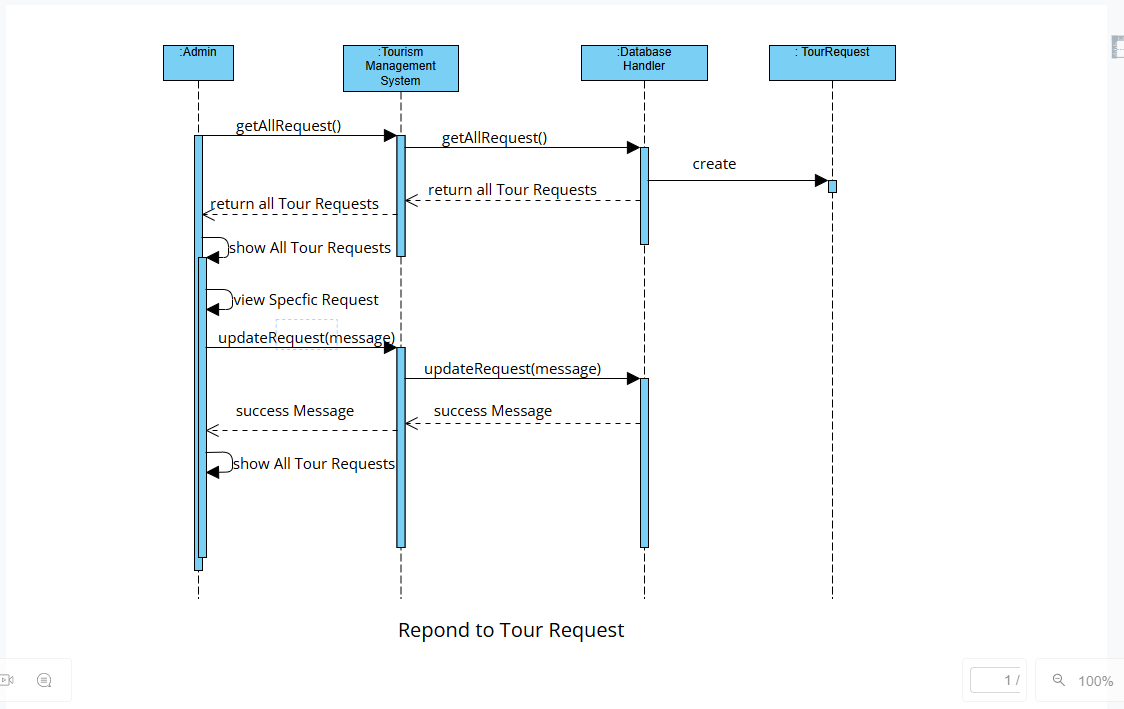 :Admin
:Tourism
Management
System
:Database
Handler
: TourRequest
getAllRequest()
getAllRequest()
create
return all Tour Requests
return all Tour Requests
show All Tour Requests
view Specfic Request
updateRequest(message)
updateRequest(message)
success Message
success Message
show All Tour Requests
Repond to Tour Request
1 /
100%